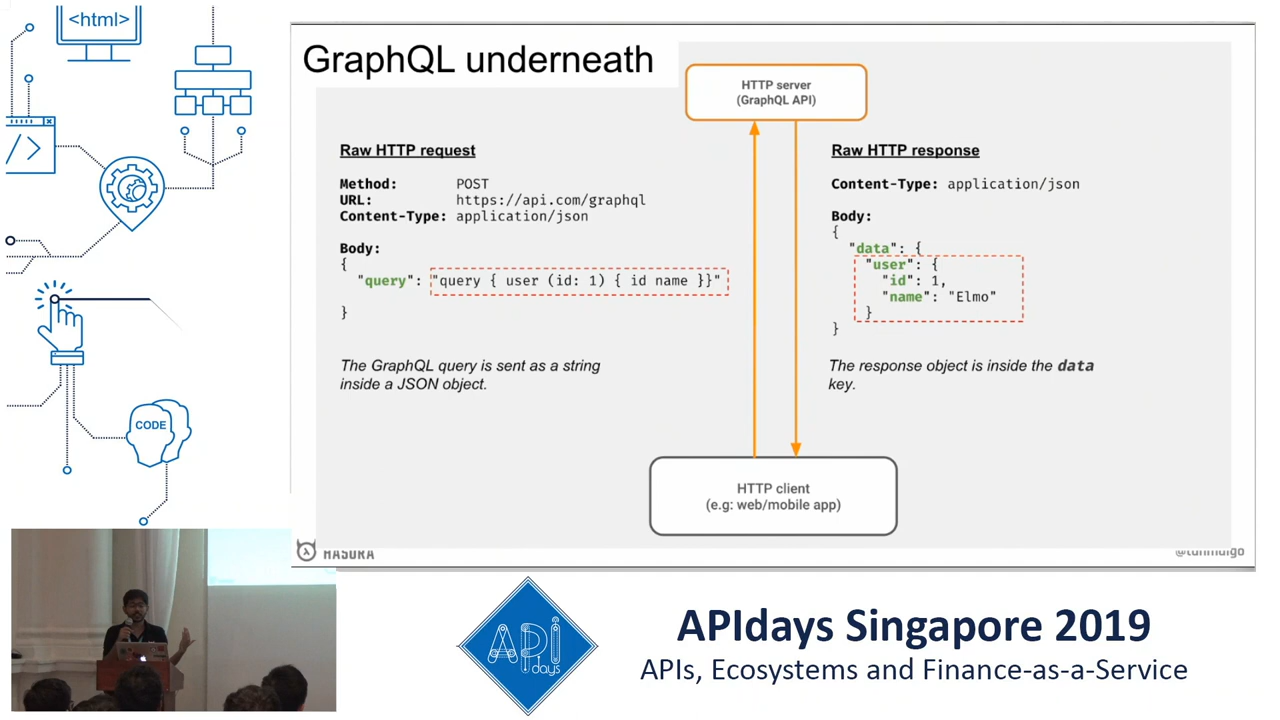 <html>
</>
CODE
GraphQL underneath
HTTP server
(GraphQL API)
Raw HTTP request
Method: POST
URL: https://api.com/graphql
Content-Type: application/json
Body:
{
"query": "query { user (id: 1) { id name }}"
}
The GraphQL query is sent as a string
inside a JSON object.
Raw HTTP response
Content-Type: application/json
Body:
{
"data": {
"user": {
"id": 1,
"name": "Elmo"
}
}
The response object is inside the data
key.
HTTP client
(e.g: web/mobile app)
HASURA
API
days
APIdays Singapore 2019
APIs, Ecosystems and Finance-as-a-Service